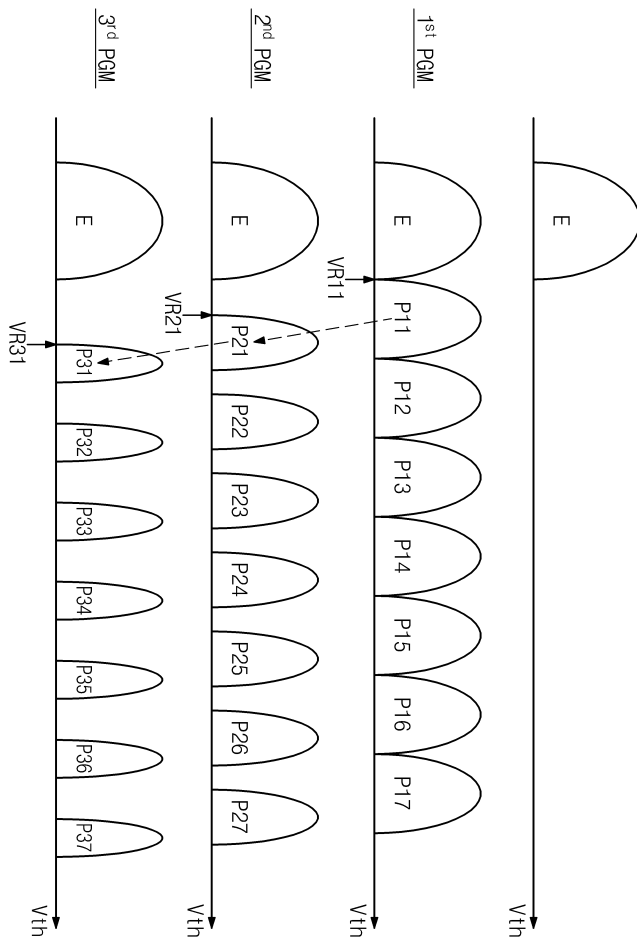 E
Vth
1st PGM
E
P11
P12
P13
P14
P15
P16
P17
Vth
VR11
2nd PGM
E
P21
P22
P23
P24
P25
P26
P27
Vth
VR21
3rd PGM
E
P31
P32
P33
P34
P35
P36
P37
Vth
VR31